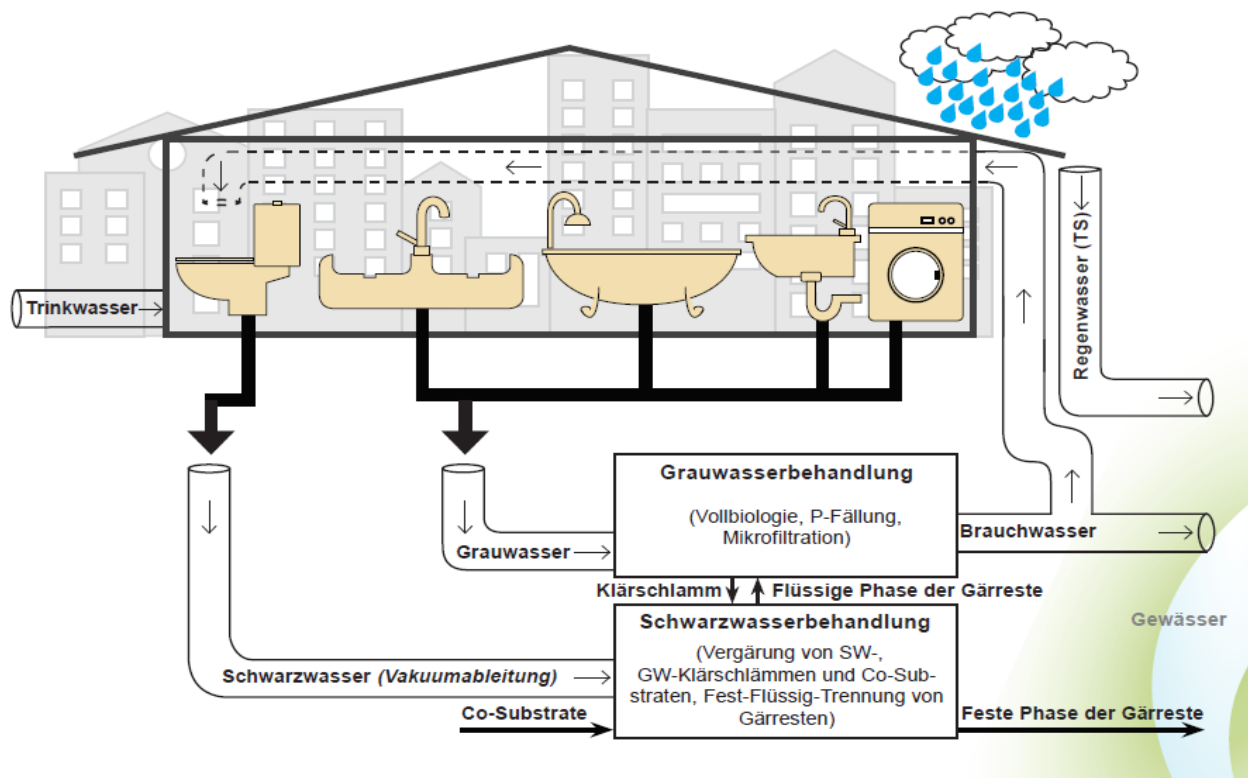 Trinkwasser
Regenwasser (TS)
Grauwasserbehandlung
(Vollbiologie, P-Fällung,
Mikrofiltration)
Grauwasser
Brauchwasser
Klärschlamm
Flüssige Phase der Gärreste
Schwarzwasserbehandlung
(Vergärung von SW-,
GW-Klärschlämmen und Co-Sub-
straten, Fest-Flüssig-Trennung von
Gärresten)
Gewässer
Schwarzwasser (Vakuumableitung)
Co-Substrate
Feste Phase der Gärreste